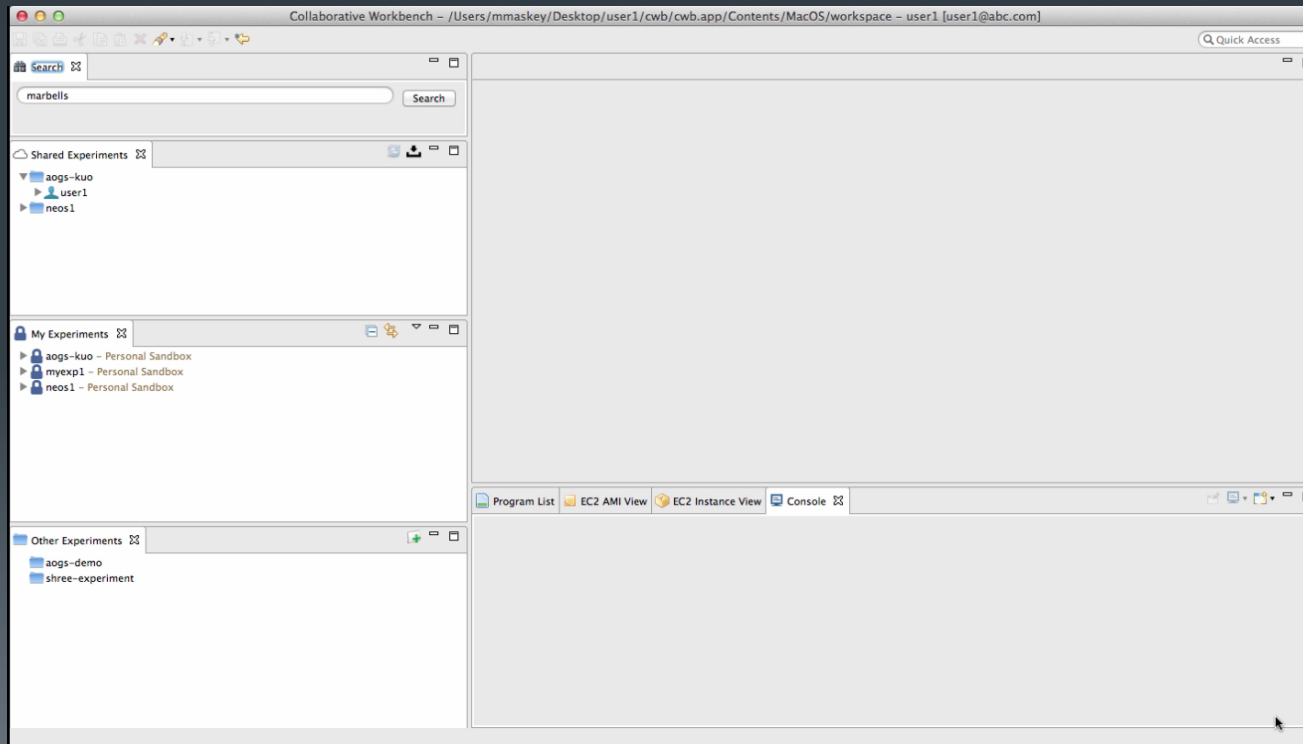 Collaborative Workbench – /Users/mmaskey/Desktop/user1/cwb/cwb.app/Contents/MacOS/workspace – user1 [user1@abc.com]
Quick Access
Search
marbells
Search
Shared Experiments
aogs-kuo
user1
neos1
My Experiments
aogs-kuo – Personal Sandbox
myexp1 – Personal Sandbox
neos1 – Personal Sandbox
Program List
EC2 AMI View
EC2 Instance View
Console
Other Experiments
aogs-demo
shree-experiment